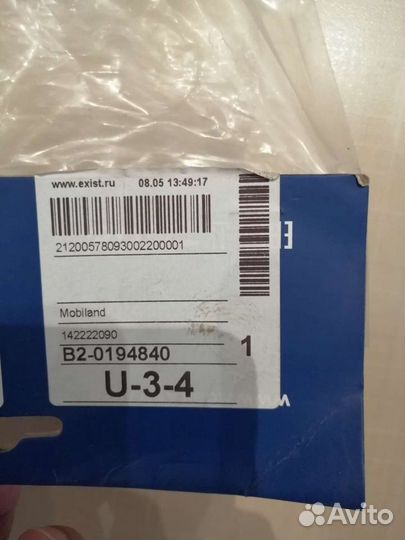 www.exist.ru 08.05 13:49:17
21200578093002200001
Mobiland
142222090
B2-0194840 1
U-3-4
Avito